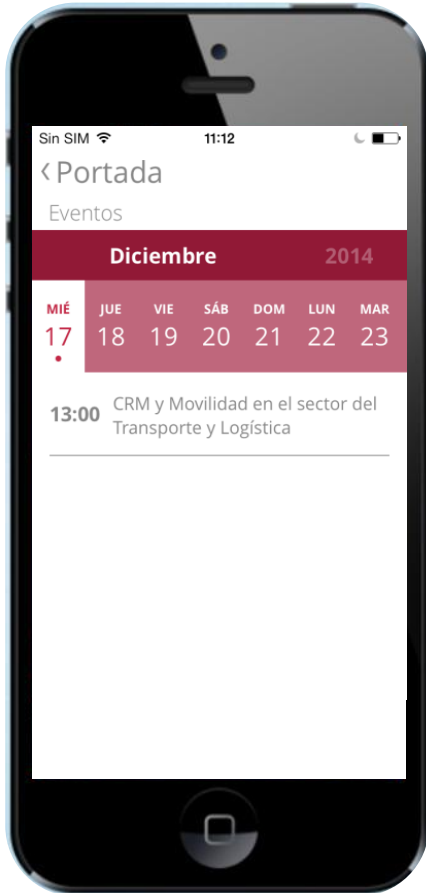 Sin SIM 11:12
‹ Portada
Eventos
Diciembre 2014
MIÉ JUE VIE SÁB DOM LUN MAR
17 18 19 20 21 22 23
13:00 CRM y Movilidad en el sector del
Transporte y Logística